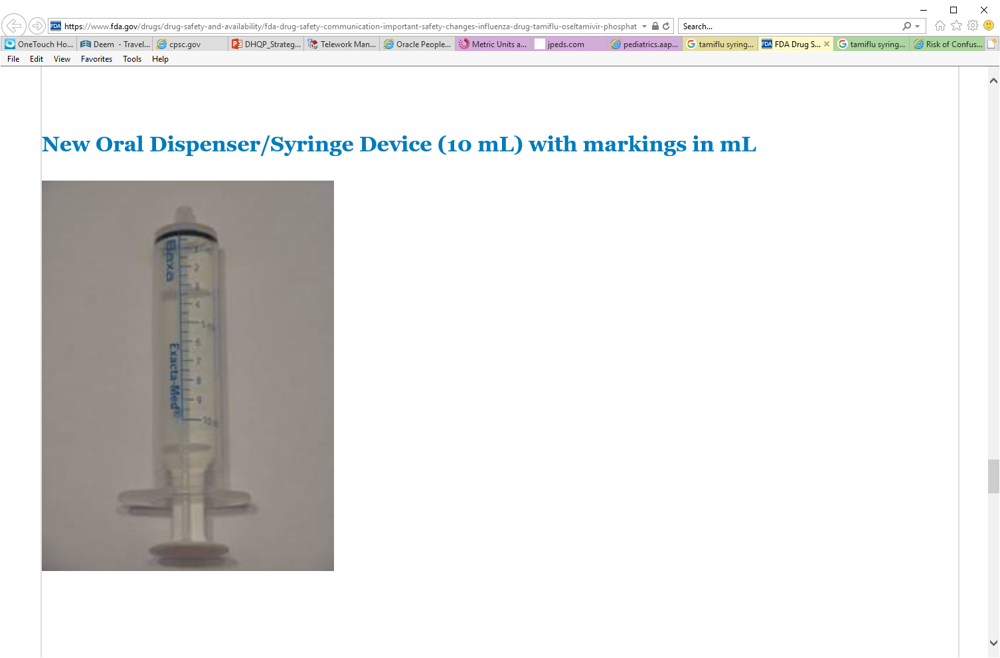 https://www.fda.gov/drugs/drug-safety-and-availability/fda-drug-safety-communication-important-safety-changes-influenza-drug-tamiflu-oseltamivir-phosphat
Search...
OneTouch Ho...
Deem - Travel...
cpsc.gov
DHQP_Strateg...
Telework Man...
Oracle People...
Metric Units a...
jpeds.com
pediatrics.aap...
tamiflu syring...
FDA Drug S...
tamiflu syring...
Risk of Confus...
File Edit View Favorites Tools Help
New Oral Dispenser/Syringe Device (10 mL) with markings in mL
Baxa
1
2
3
4
5
6
7
8
9
10
Exacta-Med